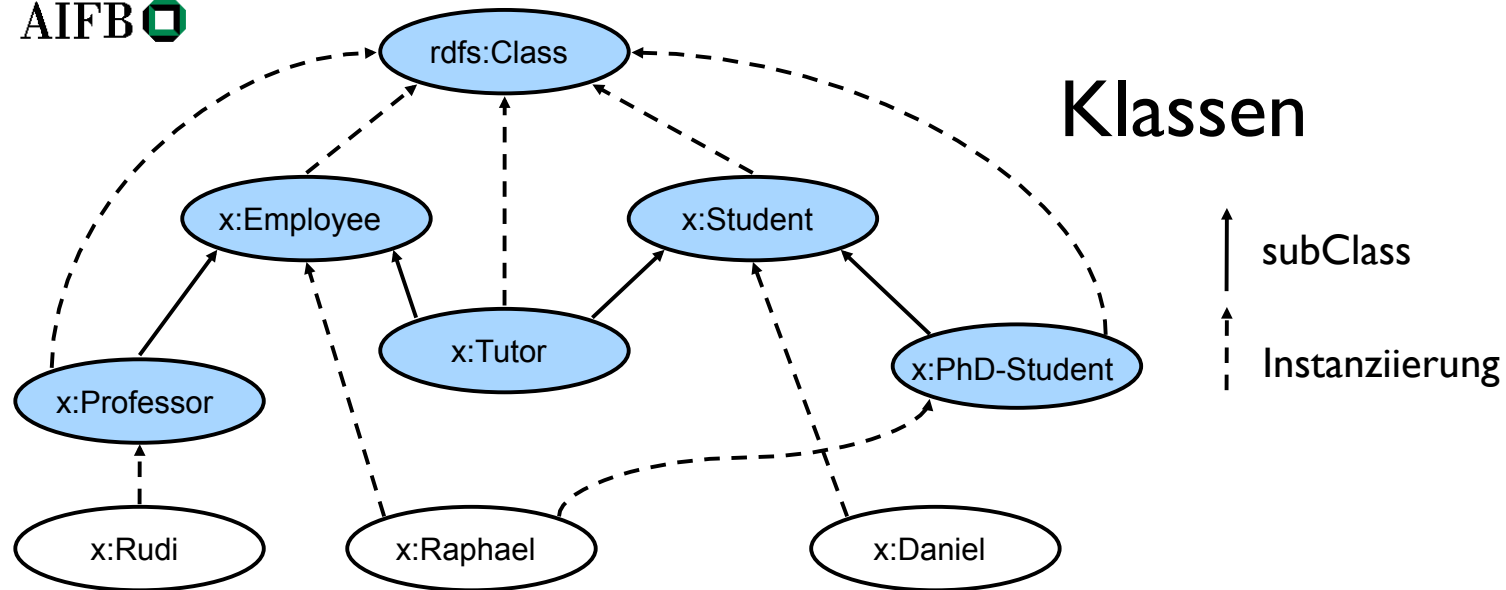 AIFB
rdfs:Class
Klassen
x:Employee
x:Student
subClass
x:Tutor
x:PhD-Student
Instanziierung
x:Professor
x:Rudi
x:Raphael
x:Daniel